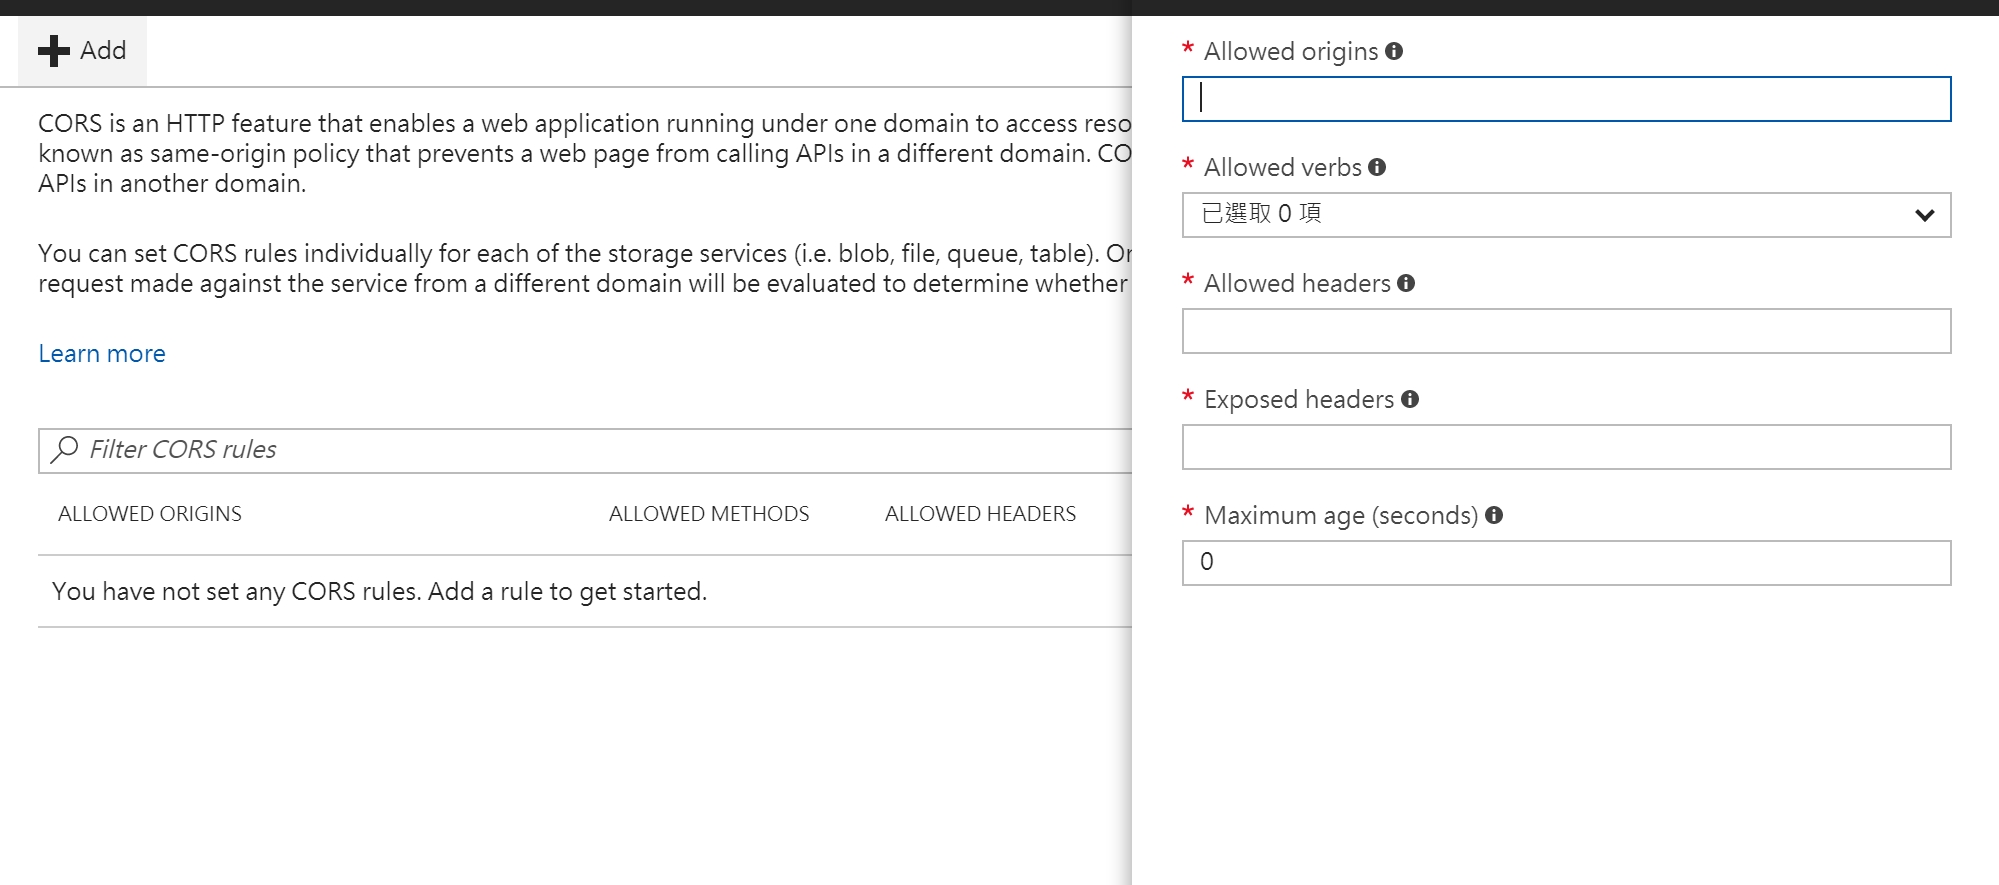 Add
CORS is an HTTP feature that enables a web application running under one domain to access
known as same-origin policy that prevents a web page from calling APIs in a different domain.
APIs in another domain.
You can set CORS rules individually for each of the storage services (i.e. blob, file, queue, table).
request made against the service from a different domain will be evaluated to determine whether
Learn more
Filter CORS rules
ALLOWED ORIGINS
ALLOWED METHODS
ALLOWED HEADERS
You have not set any CORS rules. Add a rule to get started.
* Allowed origins
* Allowed verbs
已選取 0 項
* Allowed headers
* Exposed headers
* Maximum age (seconds)
0